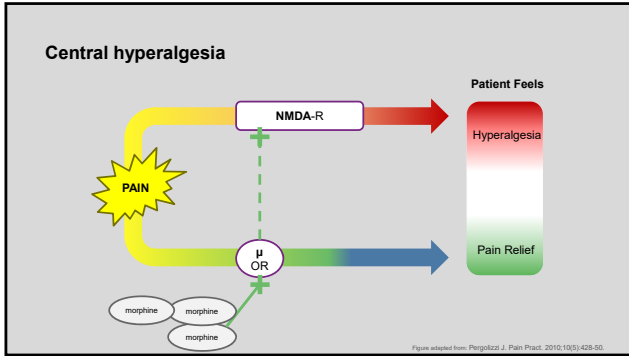 Central hyperalgesia
Patient Feels
NMDA-R
Hyperalgesia
PAIN
µ
OR
Pain Relief
morphine
morphine
morphine
Figure adapted from: Pergolizzi J. Pain Pract. 2010;10(5):428-50.